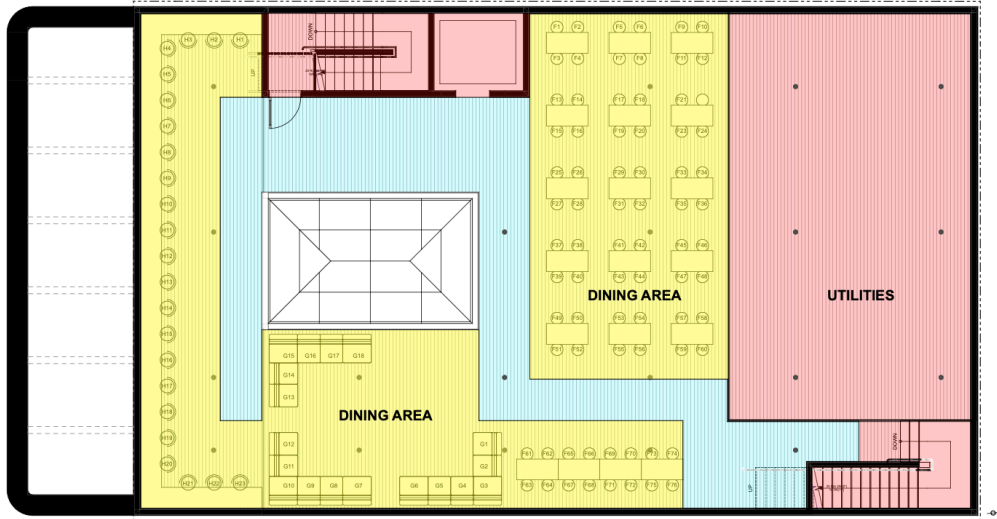 F1 F2 F5 F6 F9 F10
H3 H2 H1
DOWN
H4
F3 F4 F7 F8 F11 F12
UP
H5
H6
F13 F14 F17 F18 F21
H7
F15 F16 F19 F23 F24
H8
F25 F26 F29 F30 F33 F34
H9
H10
F27 F28 F31 F32 F35 F36
H11
F37 F38 F41 F42 F45 F46
H12
F39 F40 F43 F44 F47 F48
H13
DINING AREA
UTILITIES
H14
F49 F50 F53 F54 F57 F58
H15
F51 F52 F55 F56 F59 F60
H16
G15 G16 G17 G18
G14
H17
G13
H18
DINING AREA
H19
G12
G1
DOWN
F61 F62 F65 F66 F69 F70 F73 F74
H20
G11
G2
H21 H22 H23
G10 G9 G8 G7
G6 G5 G4 G3
F63 F64 F67 F68 F71 F72 F75 F76
UP